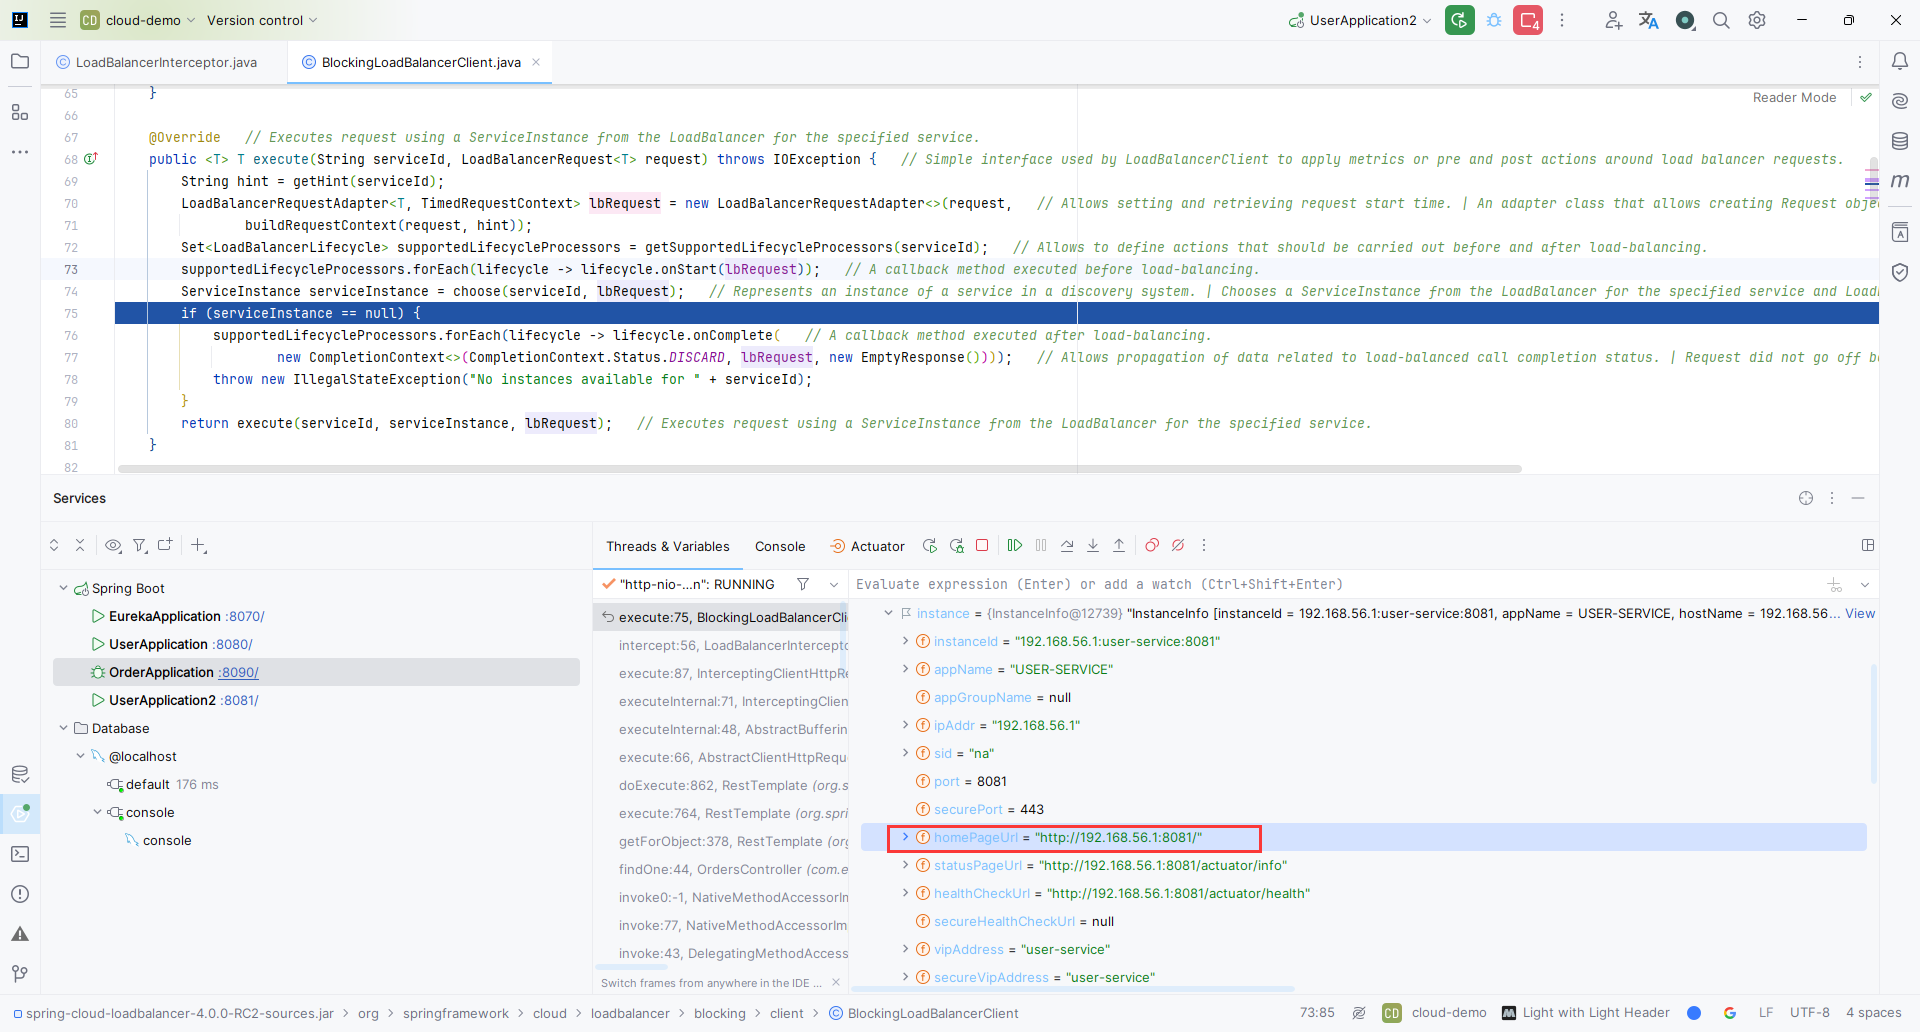 CD cloud-demo Version control UserApplication2 4
LoadBalancerInterceptor.java BlockingLoadBalancerClient.java
Reader Mode
65 }
66
67 @Override // Executes request using a ServiceInstance from the LoadBalancer for the specified service.
68 public <T> T execute(String serviceId, LoadBalancerRequest<T> request) throws IOException { // Simple interface used by LoadBalancerClient to apply metrics or pre and post actions around load balancer requests.
69 String hint = getHint(serviceId);
70 LoadBalancerRequestAdapter<T, TimedRequestContext> lbRequest = new LoadBalancerRequestAdapter<>(request, // Allows setting and retrieving request start time. | An adapter class that allows creating Request obje
71 buildRequestContext(request, hint));
72 Set<LoadBalancerLifecycle> supportedLifecycleProcessors = getSupportedLifecycleProcessors(serviceId); // Allows to define actions that should be carried out before and after load-balancing.
73 supportedLifecycleProcessors.forEach(lifecycle -> lifecycle.onStart(lbRequest)); // A callback method executed before load-balancing.
74 ServiceInstance serviceInstance = choose(serviceId, lbRequest); // Represents an instance of a service in a discovery system. | Chooses a ServiceInstance from the LoadBalancer for the specified service and Load
75 if (serviceInstance == null) {
76 supportedLifecycleProcessors.forEach(lifecycle -> lifecycle.onComplete( // A callback method executed after load-balancing.
77 new CompletionContext<>(CompletionContext.Status.DISCARD, lbRequest, new EmptyResponse()))); // Allows propagation of data related to load-balanced call completion status. | Request did not go off be
78 throw new IllegalStateException("No instances available for " + serviceId);
79 }
80 return execute(serviceId, serviceInstance, lbRequest); // Executes request using a ServiceInstance from the LoadBalancer for the specified service.
81 }
82
Services
Threads & Variables Console Actuator
Spring Boot
EurekaApplication :8070/
UserApplication :8080/
OrderApplication :8090/
UserApplication2 :8081/
Database
@localhost
default 176 ms
console
console
"http-nio-...n": RUNNING
execute:75, BlockingLoadBalancerCli
intercept:56, LoadBalancerIntercepto
execute:87, InterceptingClientHttpRe
executeInternal:71, InterceptingClien
executeInternal:48, AbstractBufferin
execute:66, AbstractClientHttpRequ
doExecute:862, RestTemplate (org.s
execute:764, RestTemplate (org.spri
getForObject:378, RestTemplate (org
findOne:44, OrdersController (com.e
invoke0:-1, NativeMethodAccessorIm
invoke:77, NativeMethodAccessorIm
invoke:43, DelegatingMethodAccess
Switch frames from anywhere in the IDE ...
Evaluate expression (Enter) or add a watch (Ctrl+Shift+Enter)
instance = {InstanceInfo@12739} "InstanceInfo [instanceId = 192.168.56.1:user-service:8081, appName = USER-SERVICE, hostName = 192.168.56... View
instanceId = "192.168.56.1:user-service:8081"
appName = "USER-SERVICE"
appGroupName = null
ipAddr = "192.168.56.1"
sid = "na"
port = 8081
securePort = 443
homePageUrl = "http://192.168.56.1:8081/"
statusPageUrl = "http://192.168.56.1:8081/actuator/info"
healthCheckUrl = "http://192.168.56.1:8081/actuator/health"
secureHealthCheckUrl = null
vipAddress = "user-service"
secureVipAddress = "user-service"
spring-cloud-loadbalancer-4.0.0-RC2-sources.jar > org > springframework > cloud > loadbalancer > blocking > client > BlockingLoadBalancerClient
73:85 CD cloud-demo Light with Light Header LF UTF-8 4 spaces